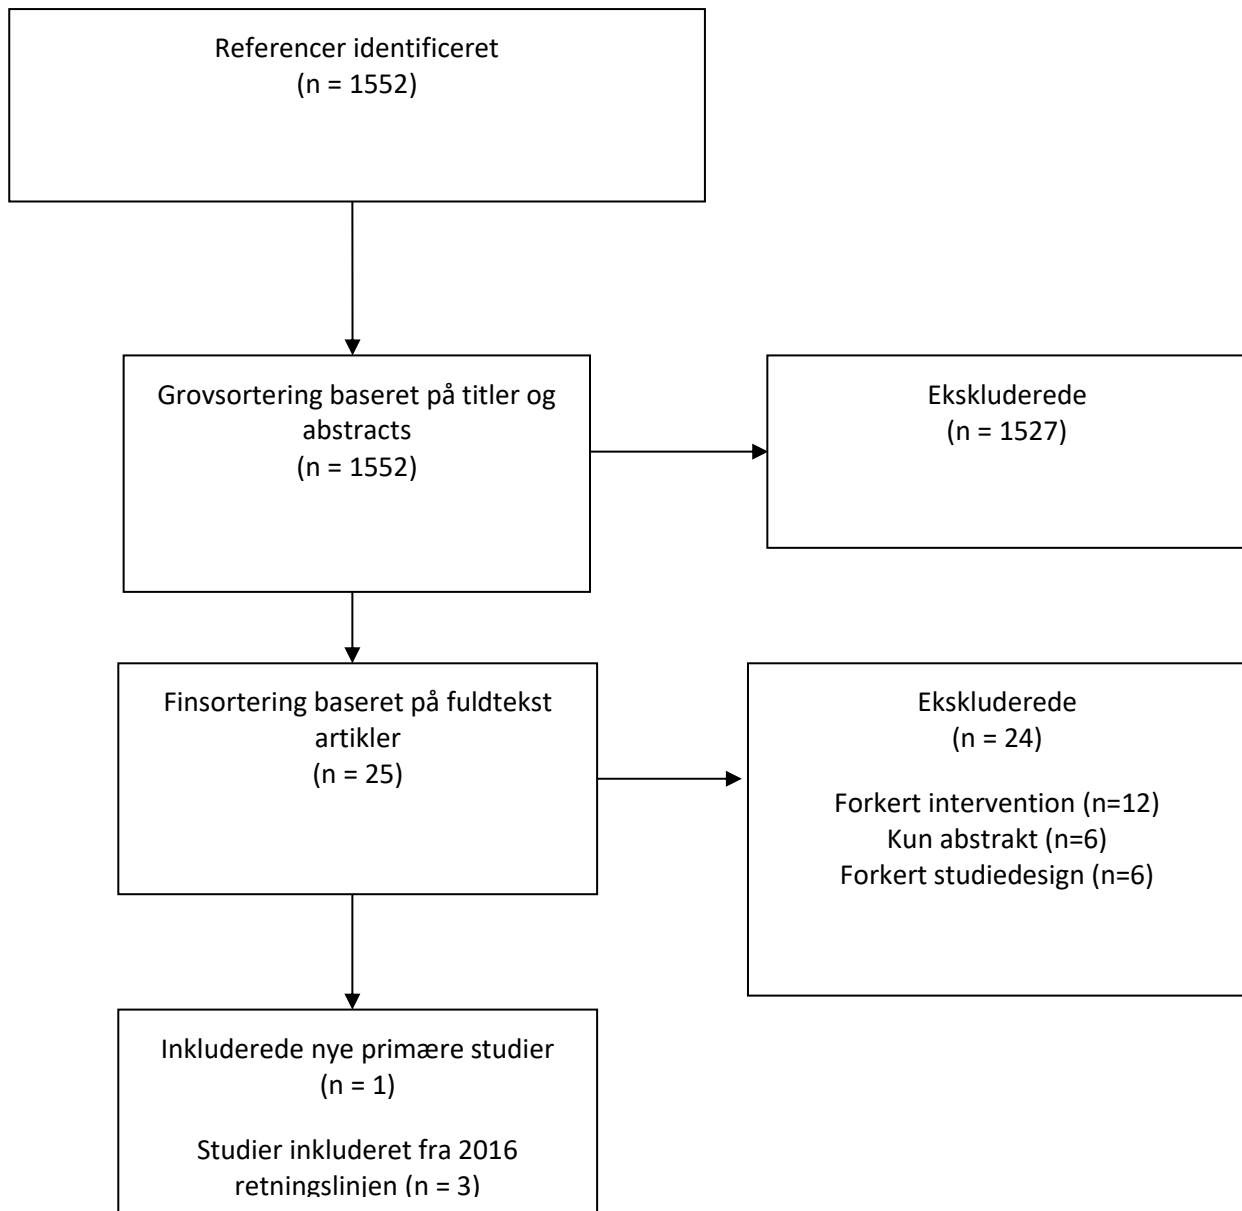 Referencer identificeret
(n = 1552)
Grovsortering baseret på titler og
abstracts
(n = 1552)
Ekskluderede
(n = 1527)
Finsortering baseret på fuldtekst
artikler
(n = 25)
Ekskluderede
(n = 24)
Forkert intervention (n=12)
Kun abstrakt (n=6)
Forkert studiedesign (n=6)
Inkluderede nye primære studier
(n = 1)
Studier inkluderet fra 2016
retningslinjen (n = 3)